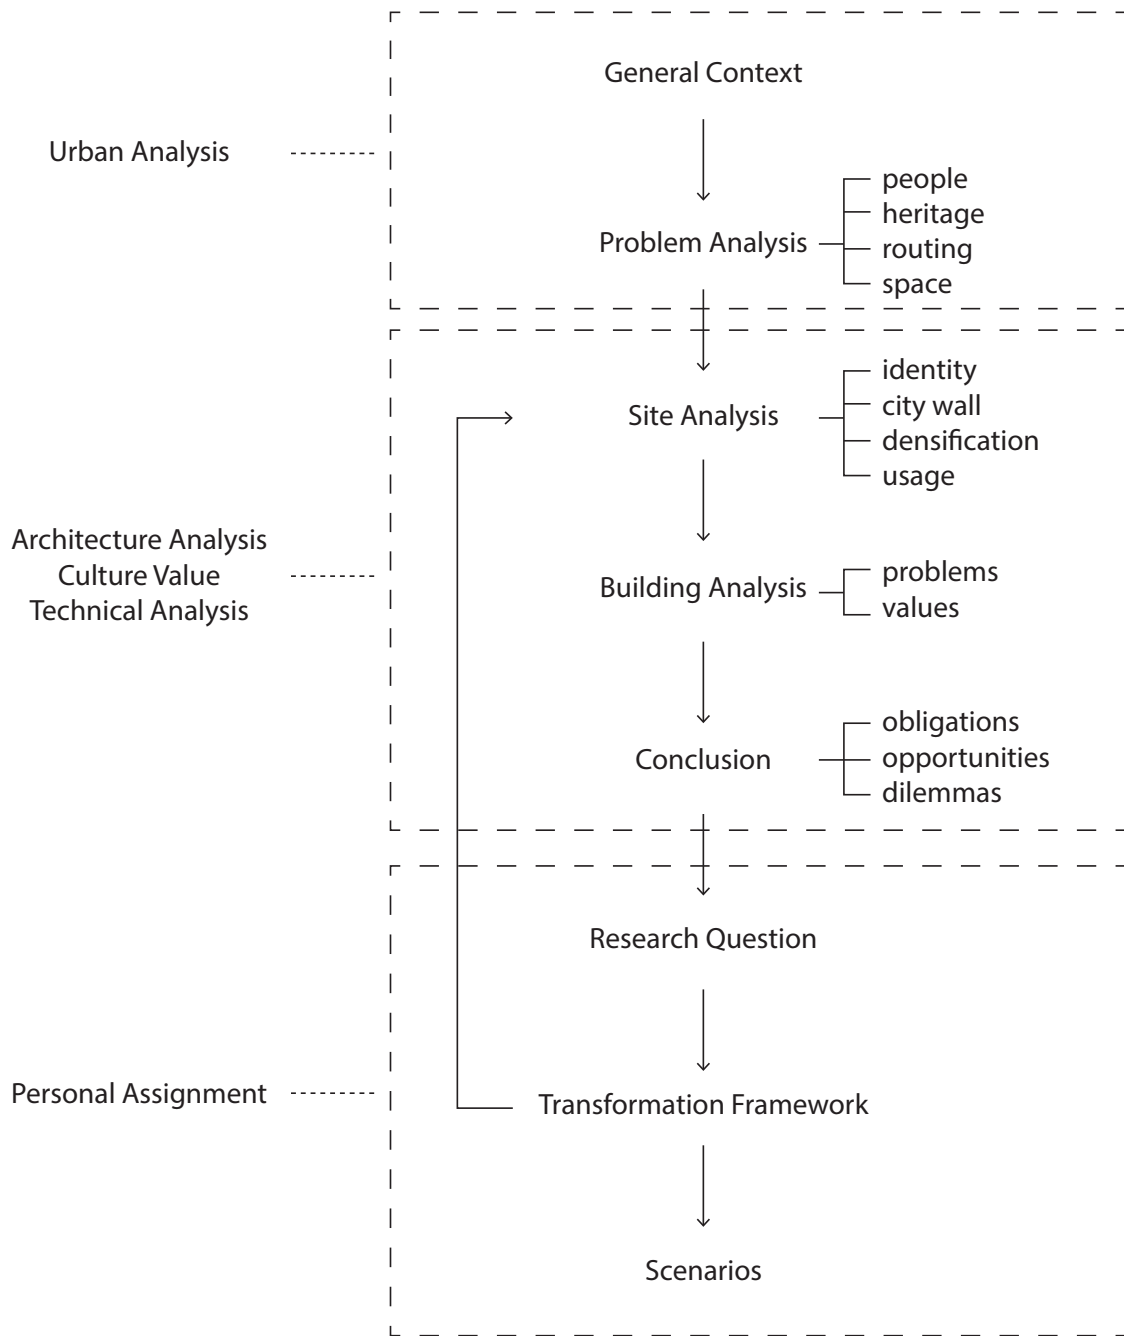 General Context
Urban Analysis
people
heritage
Problem Analysis
routing
space
identity
city wall
Site Analysis
densification
usage
Architecture Analysis
Culture Value
Technical Analysis
problems
Building Analysis
values
obligations
opportunities
Conclusion
dilemmas
Research Question
Personal Assignment
Transformation Framework
Scenarios